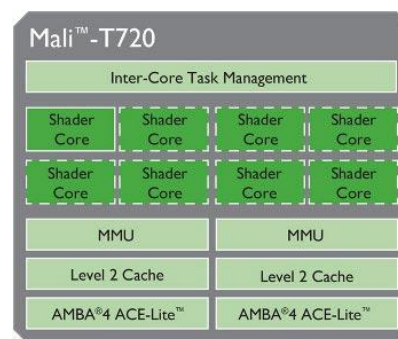 Mali™-T720
Inter-Core Task Management
Shader Core
Shader Core
Shader Core
Shader Core
Shader Core
Shader Core
Shader Core
Shader Core
MMU
MMU
Level 2 Cache
Level 2 Cache
AMBA®4 ACE-Lite™
AMBA®4 ACE-Lite™